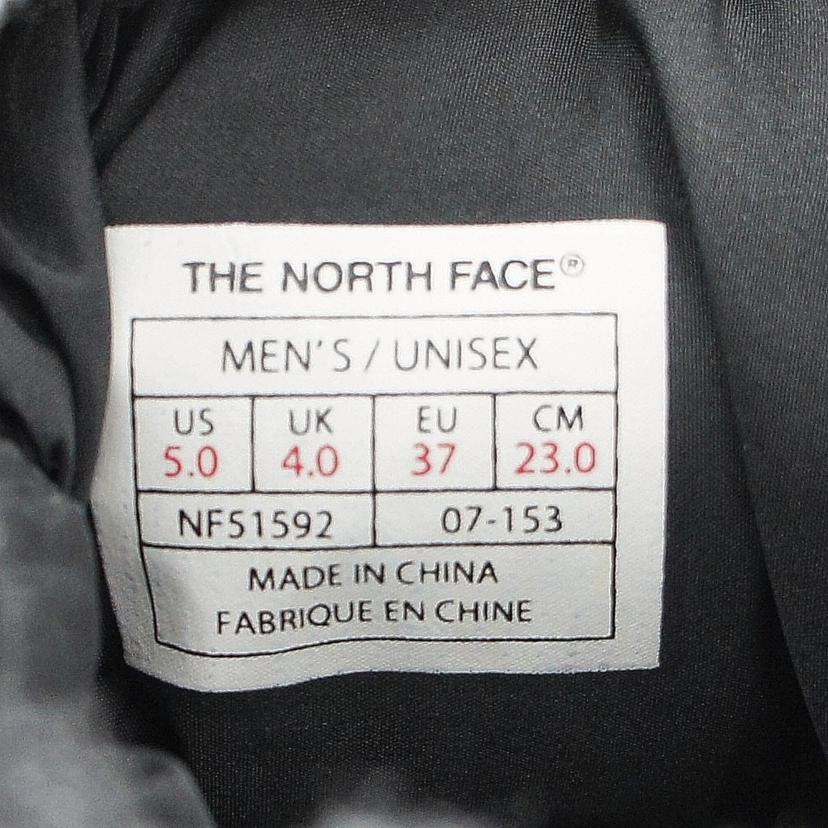 THE NORTH FACE®
MEN'S / UNISEX
US UK EU CM
5.0 4.0 37 23.0
NF51592 07-153
MADE IN CHINA
FABRIQUE EN CHINE